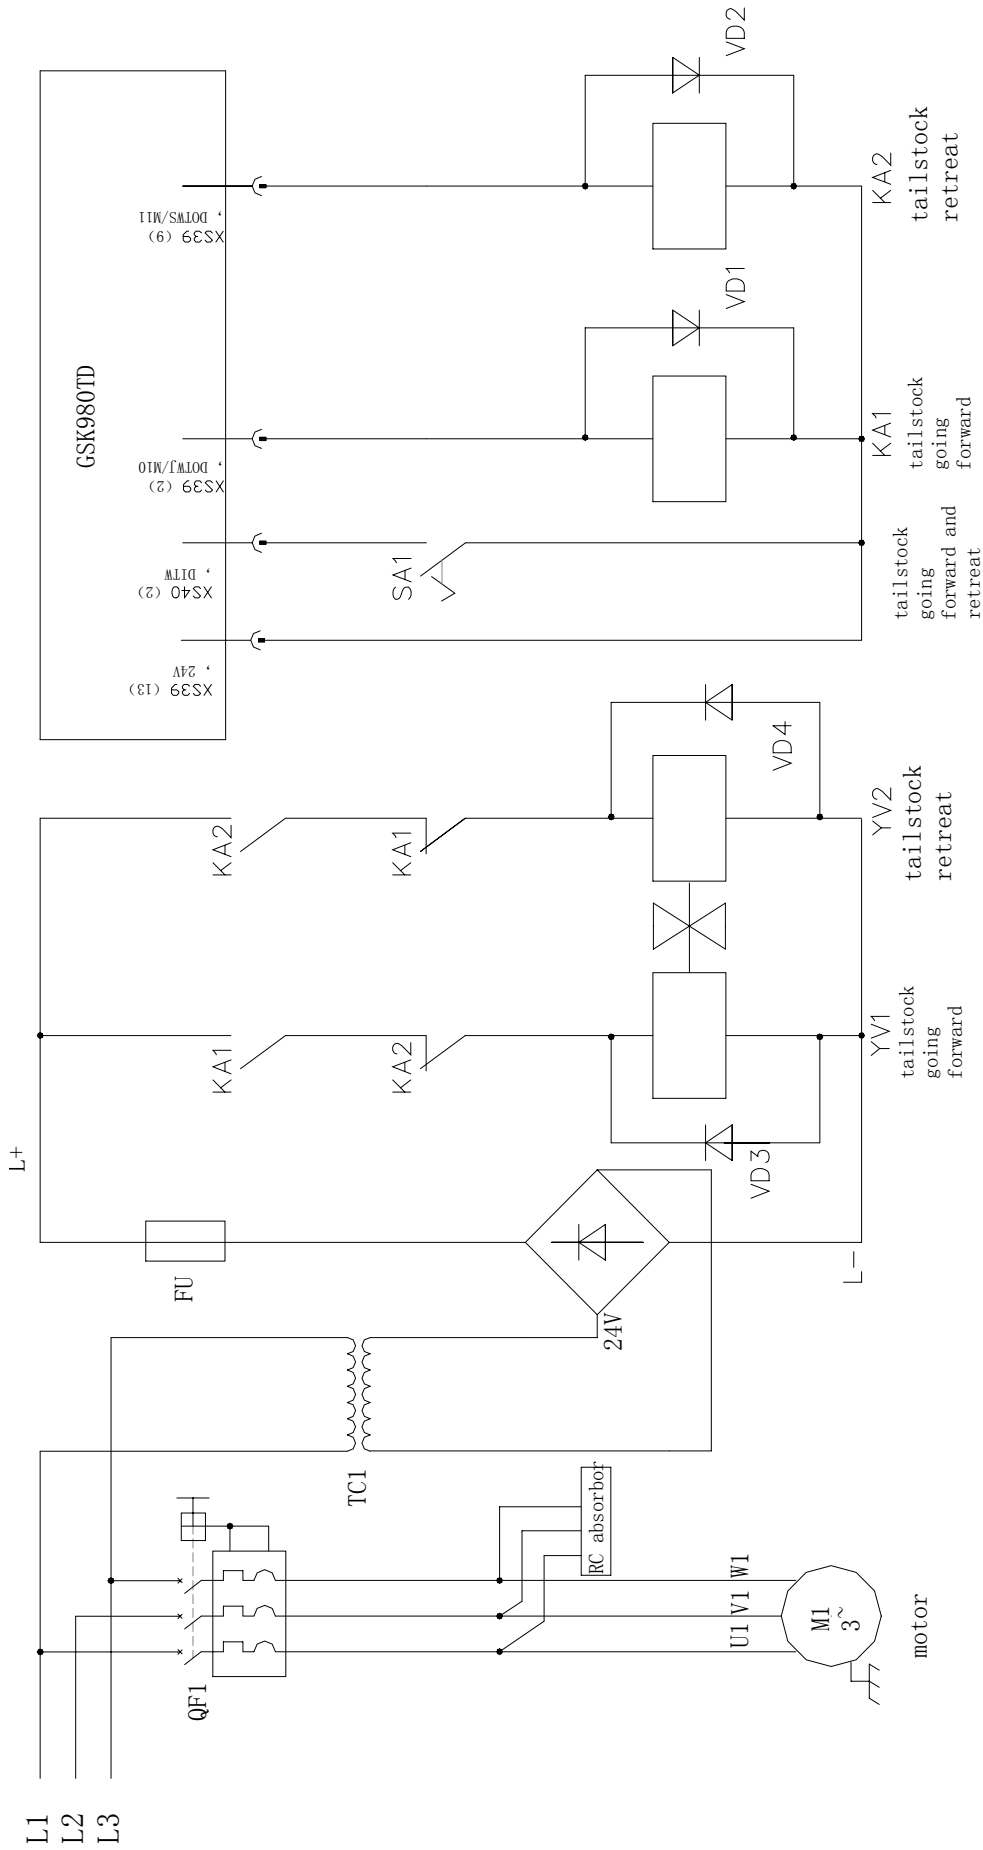 L1
L2
L3
QF1
TC1
RC absorbor
U1
V1
W1
M1
3~
motor
FU
24V
L+
L-
KA1
KA2
VD3
YV1
tailstock
going
forward
KA2
KA1
VD4
YV2
tailstock
retreat
GSK980TD
XS39 (13)
, 24V
XS40 (2)
, DITW
XS39 (2)
, DOTWJ/M10
XS39 (9)
, DOTWS/M11
SA1
tailstock
going
forward and
retreat
VD1
KA1
tailstock
going
forward
VD2
KA2
tailstock
retreat